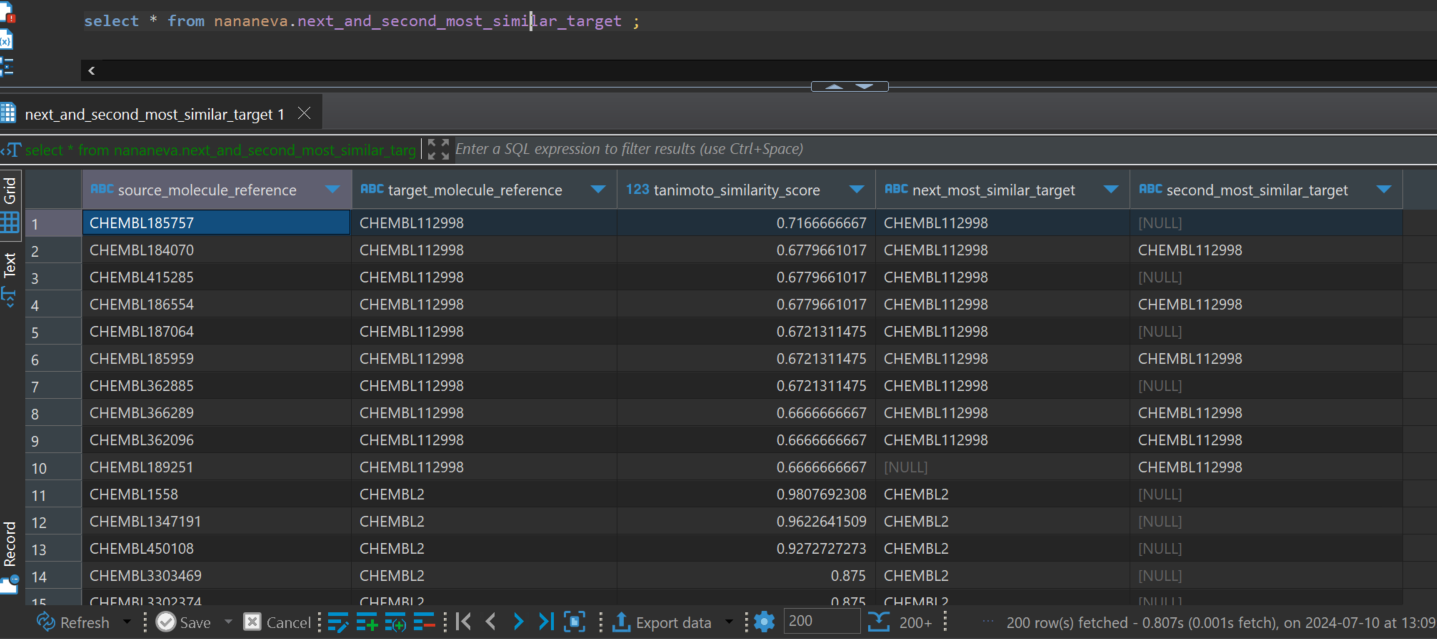 select * from nananeva.next_and_second_most_similar_target ;
next_and_second_most_similar_target 1
select * from nananeva.next_and_second_most_similar_targ Enter a SQL expression to filter results (use Ctrl+Space)
Grid
Text
Record
ABC source_molecule_reference ABC target_molecule_reference 123 tanimoto_similarity_score ABC next_most_similar_target ABC second_most_similar_target
1 CHEMBL185757 CHEMBL112998 0.7166666667 CHEMBL112998 [NULL]
2 CHEMBL184070 CHEMBL112998 0.6779661017 CHEMBL112998 CHEMBL112998
3 CHEMBL415285 CHEMBL112998 0.6779661017 CHEMBL112998 [NULL]
4 CHEMBL186554 CHEMBL112998 0.6779661017 CHEMBL112998 CHEMBL112998
5 CHEMBL187064 CHEMBL112998 0.6721311475 CHEMBL112998 [NULL]
6 CHEMBL185959 CHEMBL112998 0.6721311475 CHEMBL112998 CHEMBL112998
7 CHEMBL362885 CHEMBL112998 0.6721311475 CHEMBL112998 [NULL]
8 CHEMBL366289 CHEMBL112998 0.6666666667 CHEMBL112998 CHEMBL112998
9 CHEMBL362096 CHEMBL112998 0.6666666667 CHEMBL112998 CHEMBL112998
10 CHEMBL189251 CHEMBL112998 0.6666666667 [NULL] CHEMBL112998
11 CHEMBL1558 CHEMBL2 0.9807692308 CHEMBL2 [NULL]
12 CHEMBL1347191 CHEMBL2 0.9622641509 CHEMBL2 [NULL]
13 CHEMBL450108 CHEMBL2 0.9272727273 CHEMBL2 [NULL]
14 CHEMBL3303469 CHEMBL2 0.875 CHEMBL2 [NULL]
15 CHEMBL3302374 CHEMBL2 0.875 CHEMBL2 [NULL]
Refresh Save Cancel Export data 200 200+ ... 200 row(s) fetched - 0.807s (0.001s fetch), on 2024-07-10 at 13:09